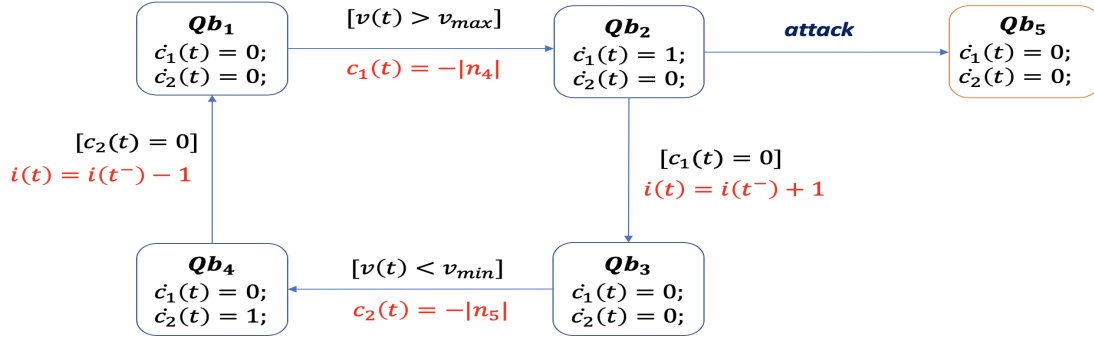 Qb₁
ċ₁(t) = 0;
ċ₂(t) = 0;
[v(t) > vₘₐₓ]
c₁(t) = −|n₄|
Qb₂
ċ₁(t) = 1;
ċ₂(t) = 0;
attack
Qb₅
ċ₁(t) = 0;
ċ₂(t) = 0;
[c₂(t) = 0]
i(t) = i(t⁻) − 1
[c₁(t) = 0]
i(t) = i(t⁻) + 1
Qb₄
ċ₁(t) = 0;
ċ₂(t) = 1;
[v(t) < vₘᵢₙ]
c₂(t) = −|n₅|
Qb₃
ċ₁(t) = 0;
ċ₂(t) = 0;